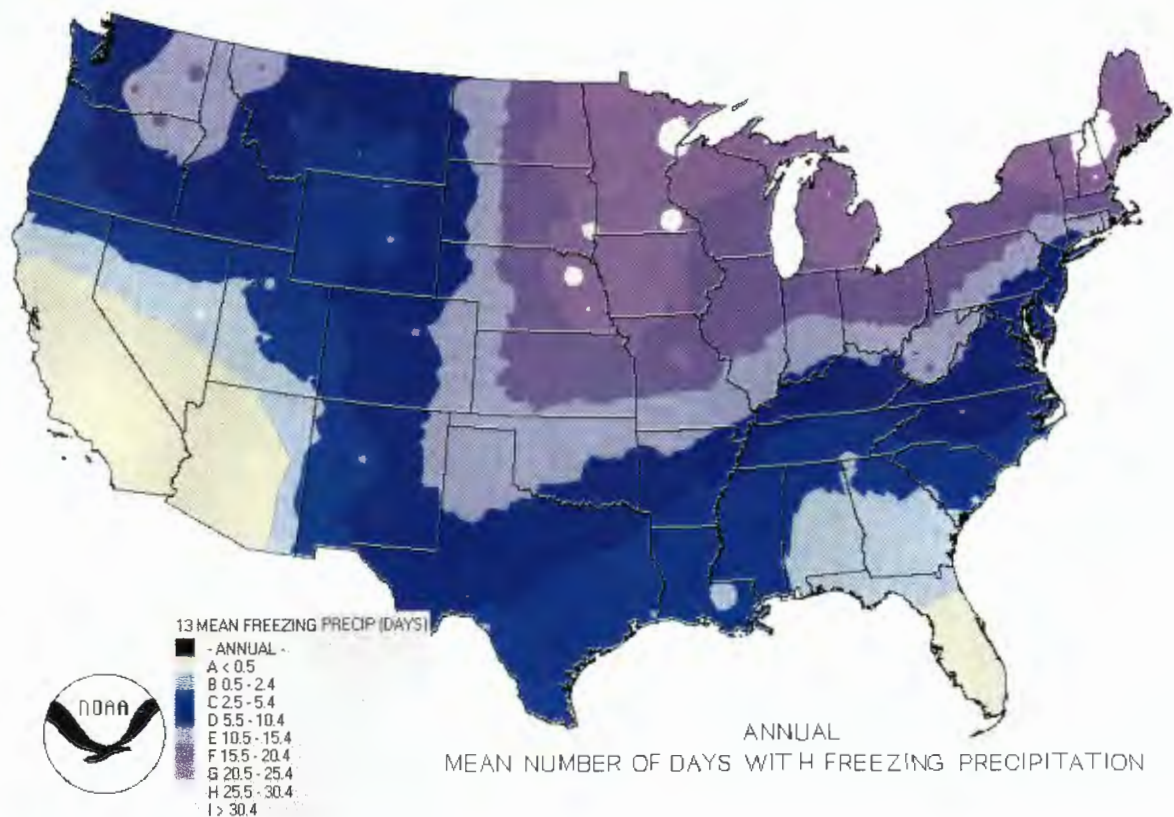 13 MEAN FREEZING PRECIP (DAYS)
- ANNUAL -
A < 0.5
B 0.5 - 2.4
C 2.5 - 5.4
D 5.5 - 10.4
E 10.5 - 15.4
F 15.5 - 20.4
G 20.5 - 25.4
H 25.5 - 30.4
I > 30.4
NOAA
ANNUAL
MEAN NUMBER OF DAYS WITH FREEZING PRECIPITATION